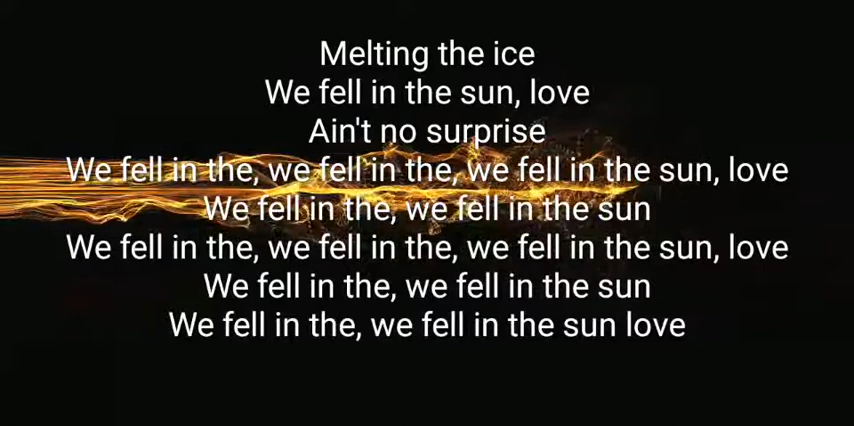 Melting the ice
We fell in the sun, love
Ain't no surprise
We fell in the, we fell in the, we fell in the sun, love
We fell in the, we fell in the sun
We fell in the, we fell in the, we fell in the sun, love
We fell in the, we fell in the sun
We fell in the, we fell in the sun love